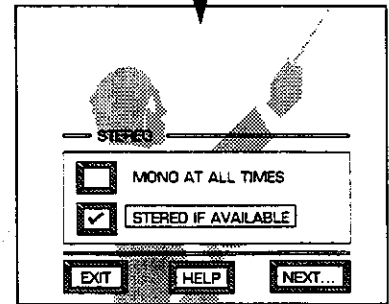 STEREO
MONO AT ALL TIMES
STEREO IF AVAILABLE
EXIT HELP NEXT...